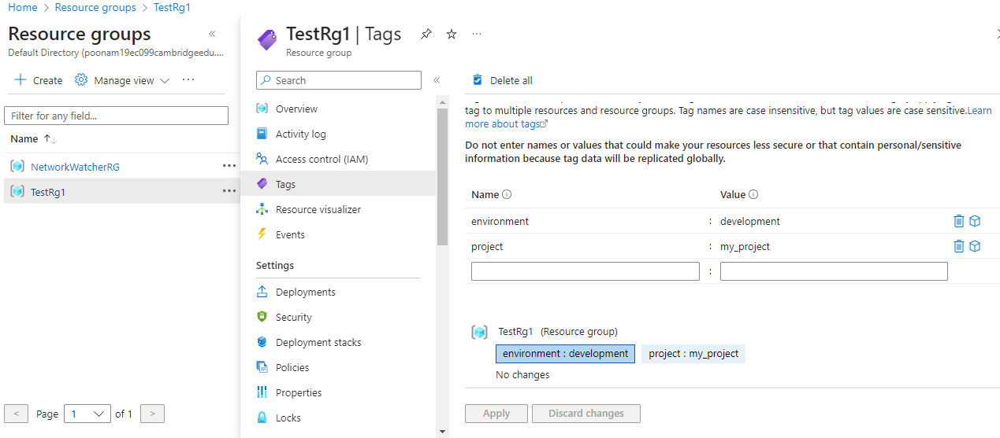 Home > Resource groups > TestRg1
Resource groups «
Default Directory (poonam19ec099cambridgeedu....
+ Create Manage view ...
Filter for any field...
Name ↑↓
NetworkWatcherRG ...
TestRg1 ...
< Page 1 of 1 >
TestRg1 | Tags ...
Resource group
Search «
Overview
Activity log
Access control (IAM)
Tags
Resource visualizer
Events
Settings
Deployments
Security
Deployment stacks
Policies
Properties
Locks
Delete all
tag to multiple resources and resource groups. Tag names are case insensitive, but tag values are case sensitive.Learn
more about tags
Do not enter names or values that could make your resources less secure or that contain personal/sensitive
information because tag data will be replicated globally.
Name Value
environment : development
project : my_project
:
TestRg1 (Resource group)
environment : development project : my_project
No changes
Apply Discard changes